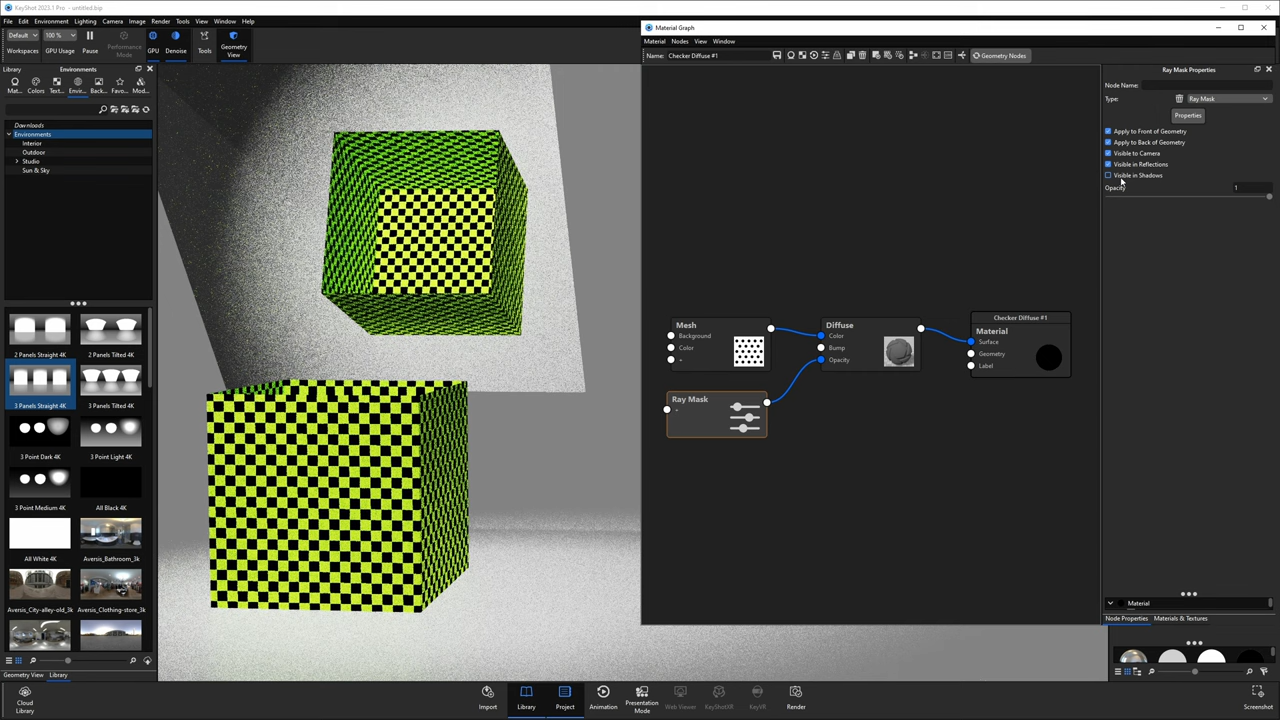 KeyShot 2023.1 Pro - untitled.bip
File Edit Environment Lighting Camera Image Render Tools View Window Help
Default 100 %
Workspaces GPU Usage Pause Performance Mode GPU Denoise Tools Geometry View
Library Environments
Mat... Colors Text... Envi... Back... Favo... Mod...
Downloads
Environments
Interior
Outdoor
Studio
Sun & Sky
2 Panels Straight 4K 2 Panels Tilted 4K
3 Panels Straight 4K 3 Panels Tilted 4K
3 Point Dark 4K 3 Point Light 4K
3 Point Medium 4K All Black 4K
All White 4K Aversis_Bathroom_3k
Aversis_City-alley-old_3k Aversis_Clothing-store_3k
Geometry View Library
Cloud Library
Import Library Project Animation Presentation Mode Web Viewer KeyShotXR KeyVR Render Screenshot
Material Graph
Material Nodes View Window
Name: Checker Diffuse #1 Geometry Nodes
Mesh
Background
Color
+
Ray Mask
+
Diffuse
Color
Bump
Opacity
Checker Diffuse #1
Material
Surface
Geometry
Label
Ray Mask Properties
Node Name:
Type: Ray Mask
Properties
Apply to Front of Geometry
Apply to Back of Geometry
Visible to Camera
Visible in Reflections
Visible in Shadows
Opacity 1
Material
Node Properties Materials & Textures